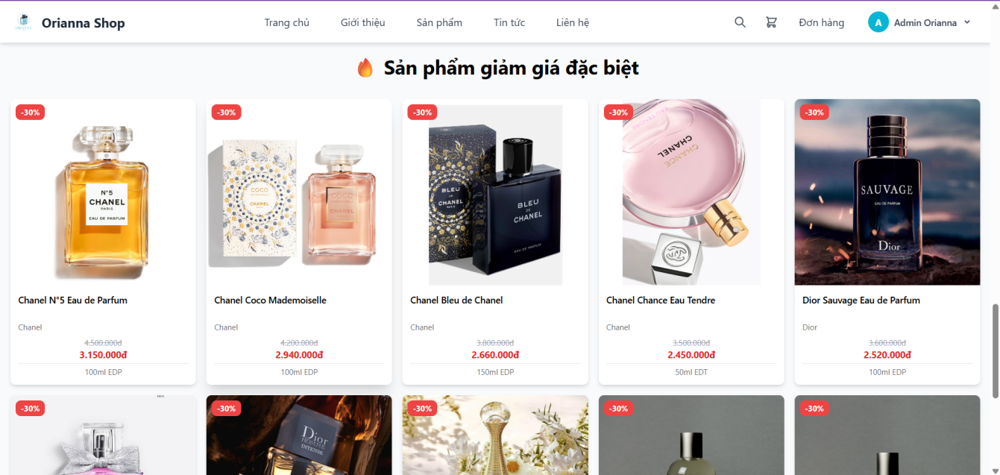 Orianna Shop
Trang chủ
Giới thiệu
Sản phẩm
Tin tức
Liên hệ
Đơn hàng
A
Admin Orianna
Sản phẩm giảm giá đặc biệt
-30%
N°5
CHANEL
PARIS
EAU DE PARFUM
Chanel N°5 Eau de Parfum
Chanel
4.500.000đ
3.150.000đ
100ml EDP
-30%
COCO
CHANEL
COCO
CHANEL
Chanel Coco Mademoiselle
Chanel
4.200.000đ
2.940.000đ
100ml EDP
-30%
BLEU
DE
CHANEL
BLEU
DE
CHANEL
EAU DE PARFUM
Chanel Bleu de Chanel
Chanel
3.800.000đ
2.660.000đ
150ml EDP
-30%
EAU TENDRE
CHANEL
CHANCE
Chanel Chance Eau Tendre
Chanel
3.500.000đ
2.450.000đ
50ml EDT
-30%
SAUVAGE
EAU DE PARFUM
Dior
Dior Sauvage Eau de Parfum
Dior
3.600.000đ
2.520.000đ
100ml EDP
-30%
-30%
Dior
HOMME
INTENSE
-30%
-30%
-30%